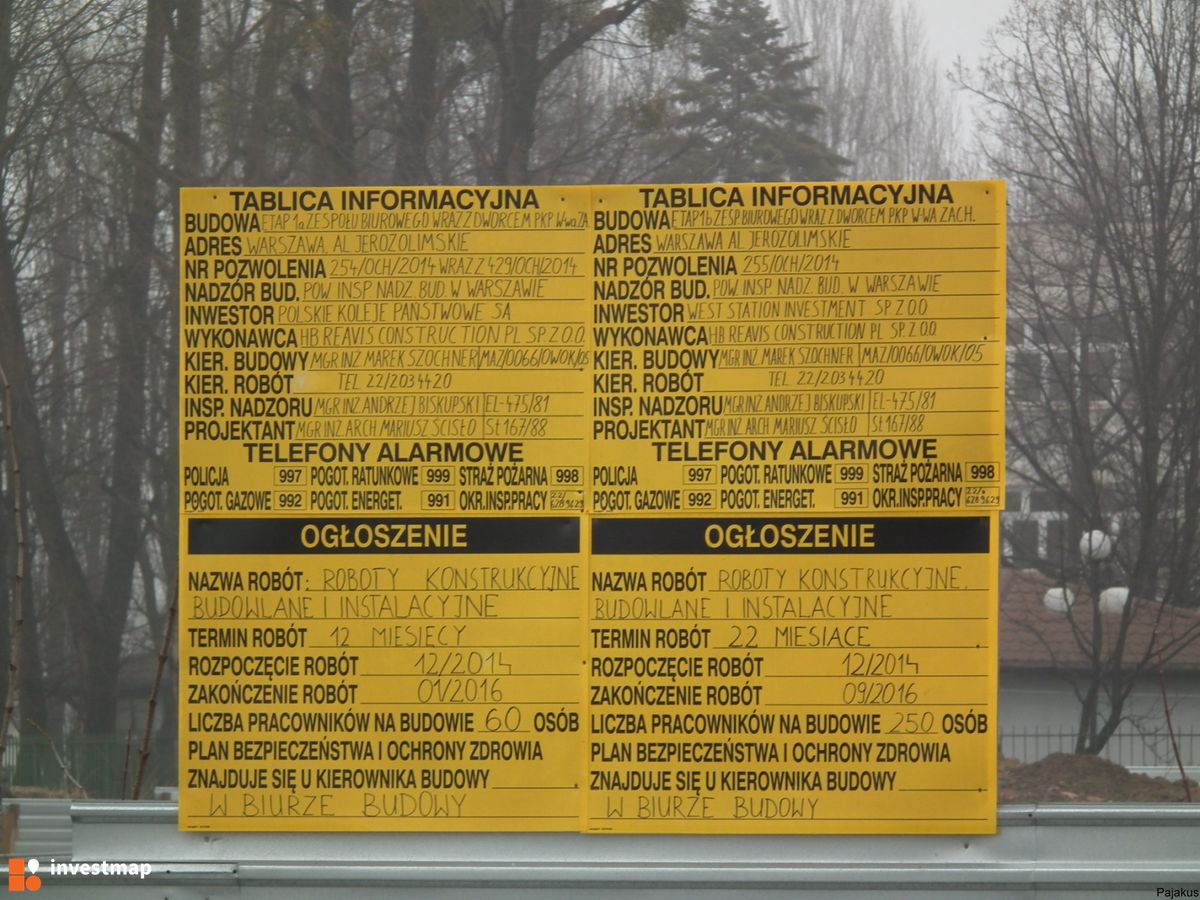 TABLICA INFORMACYJNA
BUDOWA ETAP 1a ZESPOŁU BIUROWEGO WRAZ Z DWORCEM PKP W-wa ZA.
ADRES WARSZAWA, AL JEROZOLIMSKIE
NR POZWOLENIA 254/OCH/2014 WRAZ Z 429/OCH/2014
NADZÓR BUD. POW. INSP NADZ. BUD. W WARSZAWIE
INWESTOR POLSKIE KOLEJE PAŃSTWOWE SA
WYKONAWCA HB REAVIS CONSTRUCTION PL SP. Z O.O.
KIER. BUDOWY MGR INŻ. MAREK SZOCHNER MAZ/0066/OWOK/05
KIER. ROBÓT TEL 22/2034420
INSP. NADZORU MGR INŻ. ANDRZEJ BISKUPSKI EL-475/81
PROJEKTANT MGR INŻ. ARCH MARIUSZ ŚCISŁO St 167/88
TELEFONY ALARMOWE
POLICJA 997 POGOT. RATUNKOWE 999 STRAŻ POŻARNA 998
POGOT. GAZOWE 992 POGOT. ENERGET. 991 OKR.INSP.PRACY 22/ 6289629
OGŁOSZENIE
NAZWA ROBÓT: ROBOTY KONSTRUKCYJNE
BUDOWLANE I INSTALACYJNE
TERMIN ROBÓT 12 MIESIĘCY
ROZPOCZĘCIE ROBÓT 12/2014
ZAKOŃCZENIE ROBÓT 01/2016
LICZBA PRACOWNIKÓW NA BUDOWIE 60 OSÓB
PLAN BEZPIECZEŃSTWA I OCHRONY ZDROWIA
ZNAJDUJE SIĘ U KIEROWNIKA BUDOWY
W BIURZE BUDOWY
TABLICA INFORMACYJNA
BUDOWA ETAP 1b ZESP BIUROWEGO WRAZ Z DWORCEM PKP W-WA ZACH.
ADRES WARSZAWA AL JEROZOLIMSKIE
NR POZWOLENIA 255/OCH/2014
NADZÓR BUD. POW. INSP NADZ. BUD. W WARSZAWIE
INWESTOR WEST STATION INVESTMENT SP. Z O.O
WYKONAWCA HB REAVIS CONSTRUCTION PL SP. Z O.O.
KIER. BUDOWY MGR INŻ. MAREK SZOCHNER MAZ/0066/OWOK/05
KIER. ROBÓT TEL 22/2034420
INSP. NADZORU MGR INŻ. ANDRZEJ BISKUPSKI EL-475/81
PROJEKTANT MGR INŻ. ARCH MARIUSZ ŚCISŁO St 167/88
TELEFONY ALARMOWE
POLICJA 997 POGOT. RATUNKOWE 999 STRAŻ POŻARNA 998
POGOT. GAZOWE 992 POGOT. ENERGET. 991 OKR.INSP.PRACY 22/ 6289629
OGŁOSZENIE
NAZWA ROBÓT ROBOTY KONSTRUKCYJNE,
BUDOWLANE I INSTALACYJNE
TERMIN ROBÓT 22 MIESIACE
ROZPOCZĘCIE ROBÓT 12/2014
ZAKOŃCZENIE ROBÓT 09/2016
LICZBA PRACOWNIKÓW NA BUDOWIE 250 OSÓB
PLAN BEZPIECZEŃSTWA I OCHRONY ZDROWIA
ZNAJDUJE SIĘ U KIEROWNIKA BUDOWY
W BIURZE BUDOWY
investmap
Pajakus